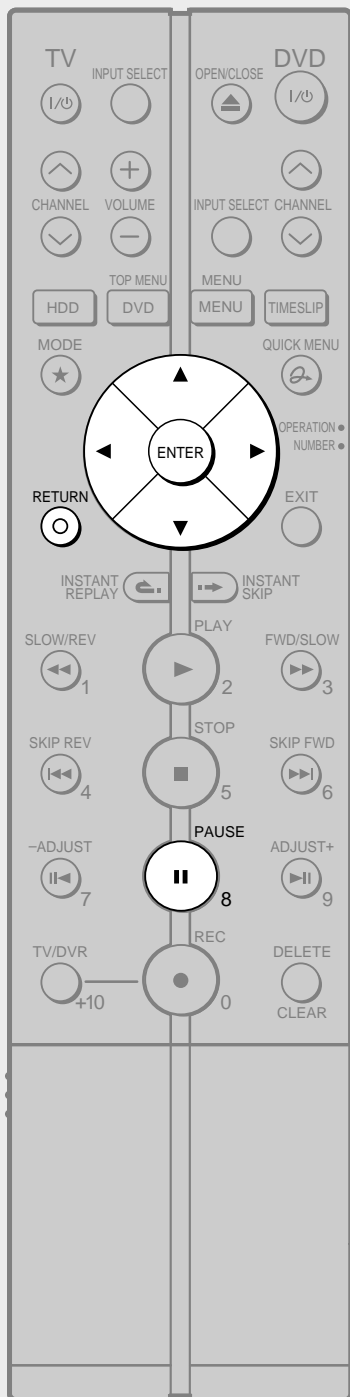 TV DVD
INPUT SELECT OPEN/CLOSE
I/⏻ I/⏻
CHANNEL VOLUME INPUT SELECT CHANNEL
TOP MENU MENU
HDD DVD MENU TIMESLIP
MODE QUICK MENU
OPERATION
NUMBER
ENTER
RETURN EXIT
INSTANT REPLAY INSTANT SKIP
SLOW/REV PLAY FWD/SLOW
1 2 3
SKIP REV STOP SKIP FWD
4 5 6
PAUSE
−ADJUST ADJUST+
7 8 9
TV/DVR REC DELETE
+10 0
CLEAR